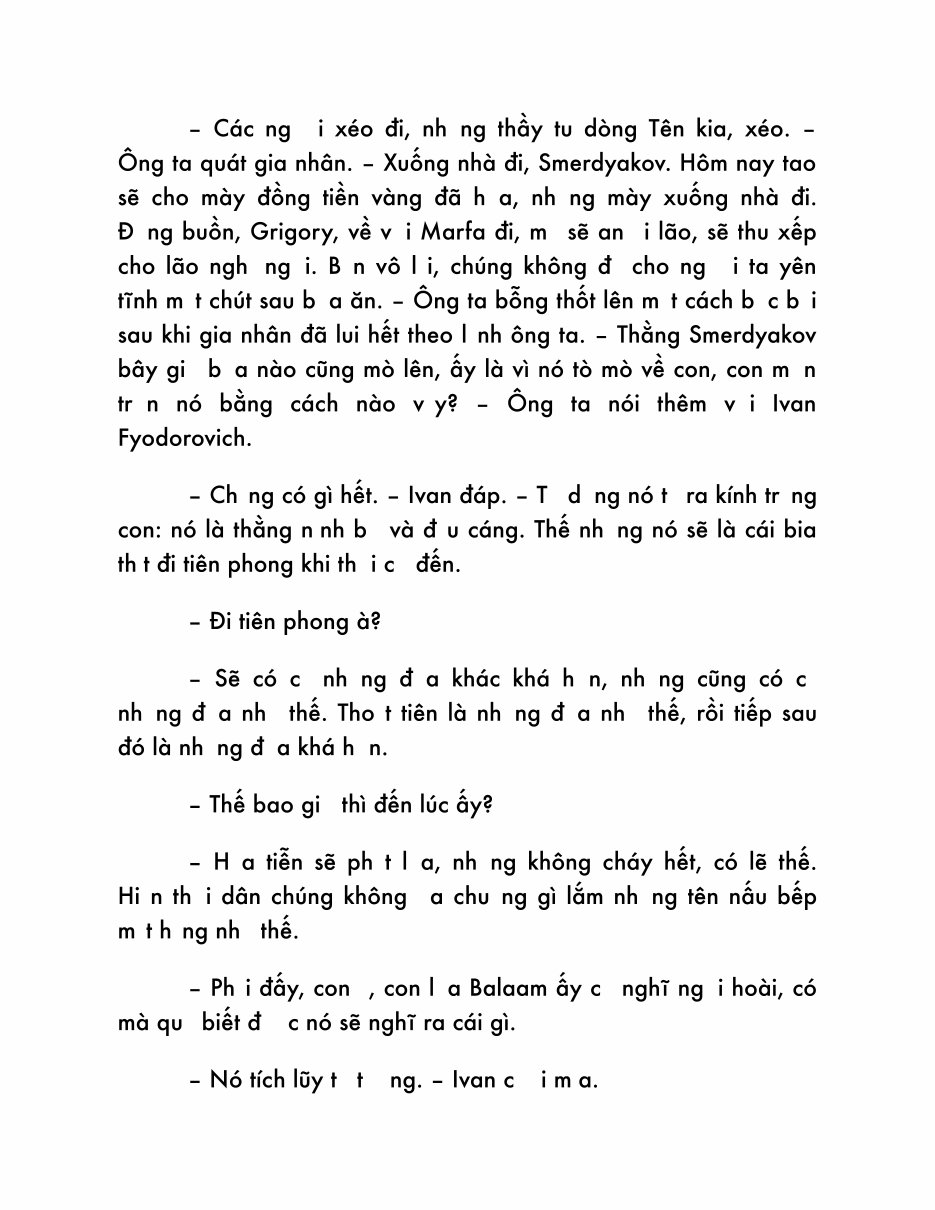 – Các ng i xéo đi, nh ng thầy tu dòng Tên kia, xéo. –
Ông ta quát gia nhân. – Xuống nhà đi, Smerdyakov. Hôm nay tao
sẽ cho mày đồng tiền vàng đã h a, nh ng mày xuống nhà đi.
Đ ng buồn, Grigory, về v i Marfa đi, m sẽ an i lão, sẽ thu xếp
cho lão ngh ng i. B n vô l i, chúng không đ cho ng i ta yên
tĩnh m t chút sau b a ăn. – Ông ta bỗng thốt lên m t cách b c b i
sau khi gia nhân đã lui hết theo l nh ông ta. – Thằng Smerdyakov
bây gi b a nào cũng mò lên, ấy là vì nó tò mò về con, con m n
tr n nó bằng cách nào v y? – Ông ta nói thêm v i Ivan
Fyodorovich.
– Ch ng có gì hết. – Ivan đáp. – T d ng nó t ra kính tr ng
con: nó là thằng n nh b và đ u cáng. Thế nh ng nó sẽ là cái bia
th t đi tiên phong khi th i c đến.
– Đi tiên phong à?
– Sẽ có c nh ng đ a khác khá h n, nh ng cũng có c
nh ng đ a nh thế. Tho t tiên là nh ng đ a nh thế, rồi tiếp sau
đó là nh ng đ a khá h n.
– Thế bao gi thì đến lúc ấy?
– H a tiễn sẽ ph t l a, nh ng không cháy hết, có lẽ thế.
Hi n th i dân chúng không a chu ng gì lắm nh ng tên nấu bếp
m t h ng nh thế.
– Ph i đấy, con , con l a Balaam ấy c nghĩ ng i hoài, có
mà qu biết đ c nó sẽ nghĩ ra cái gì.
– Nó tích lũy t t ng. – Ivan c i m a.